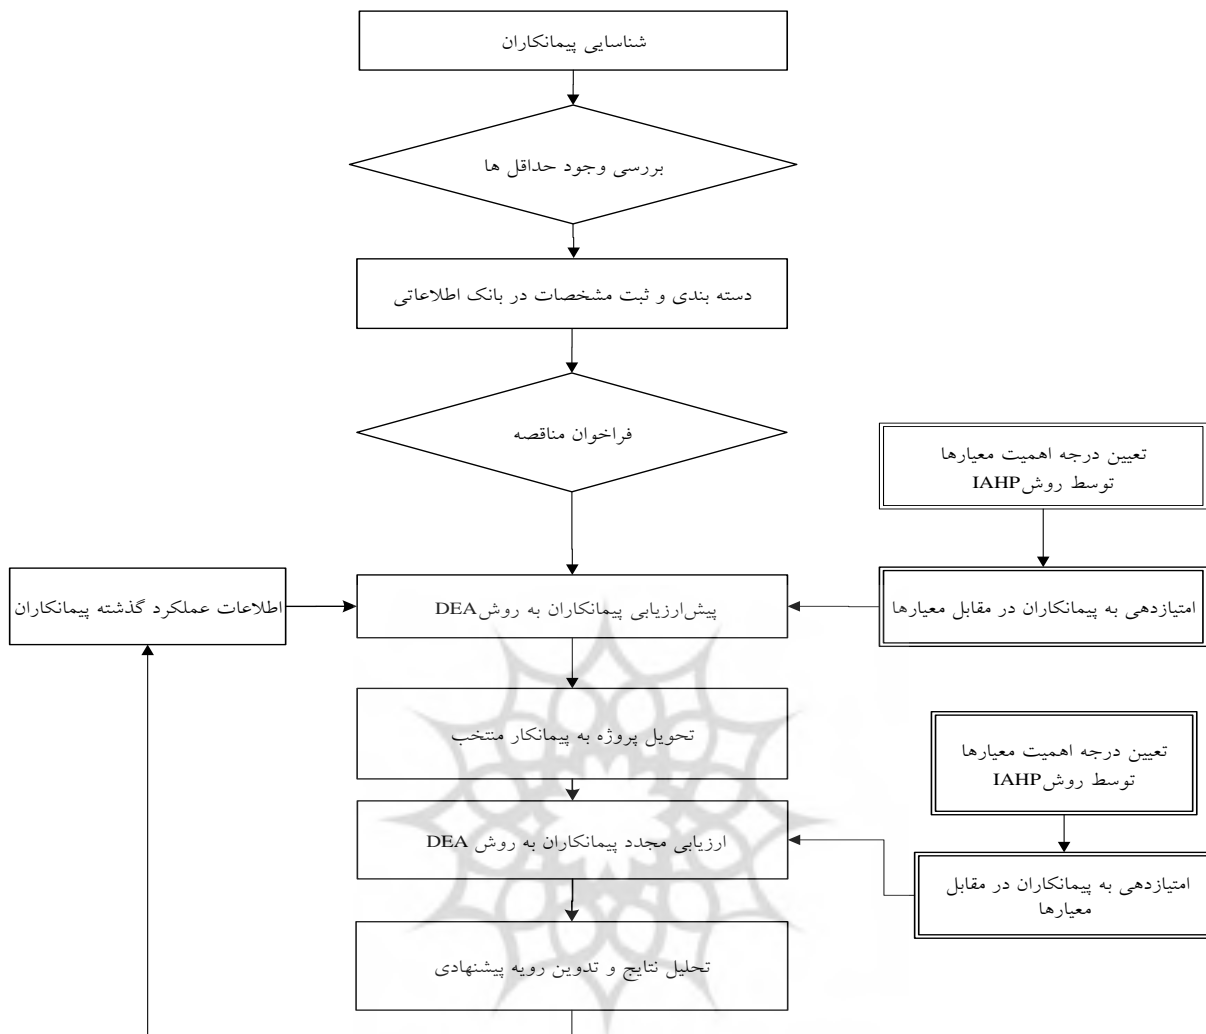 شناسایی پیمانکاران
بررسی وجود حداقل ها
دسته بندی و ثبت مشخصات در بانک اطلاعاتی
فراخوان مناقصه
تعیین درجه اهمیت معیارها
توسط روش IAHP
اطلاعات عملکرد گذشته پیمانکاران
پیش‌ارزیابی پیمانکاران به روش DEA
امتیازدهی به پیمانکاران در مقابل معیارها
تحویل پروژه به پیمانکار منتخب
تعیین درجه اهمیت معیارها
توسط روش IAHP
ارزیابی مجدد پیمانکاران به روش DEA
امتیازدهی به پیمانکاران در مقابل
معیارها
تحلیل نتایج و تدوین رویه پیشنهادی